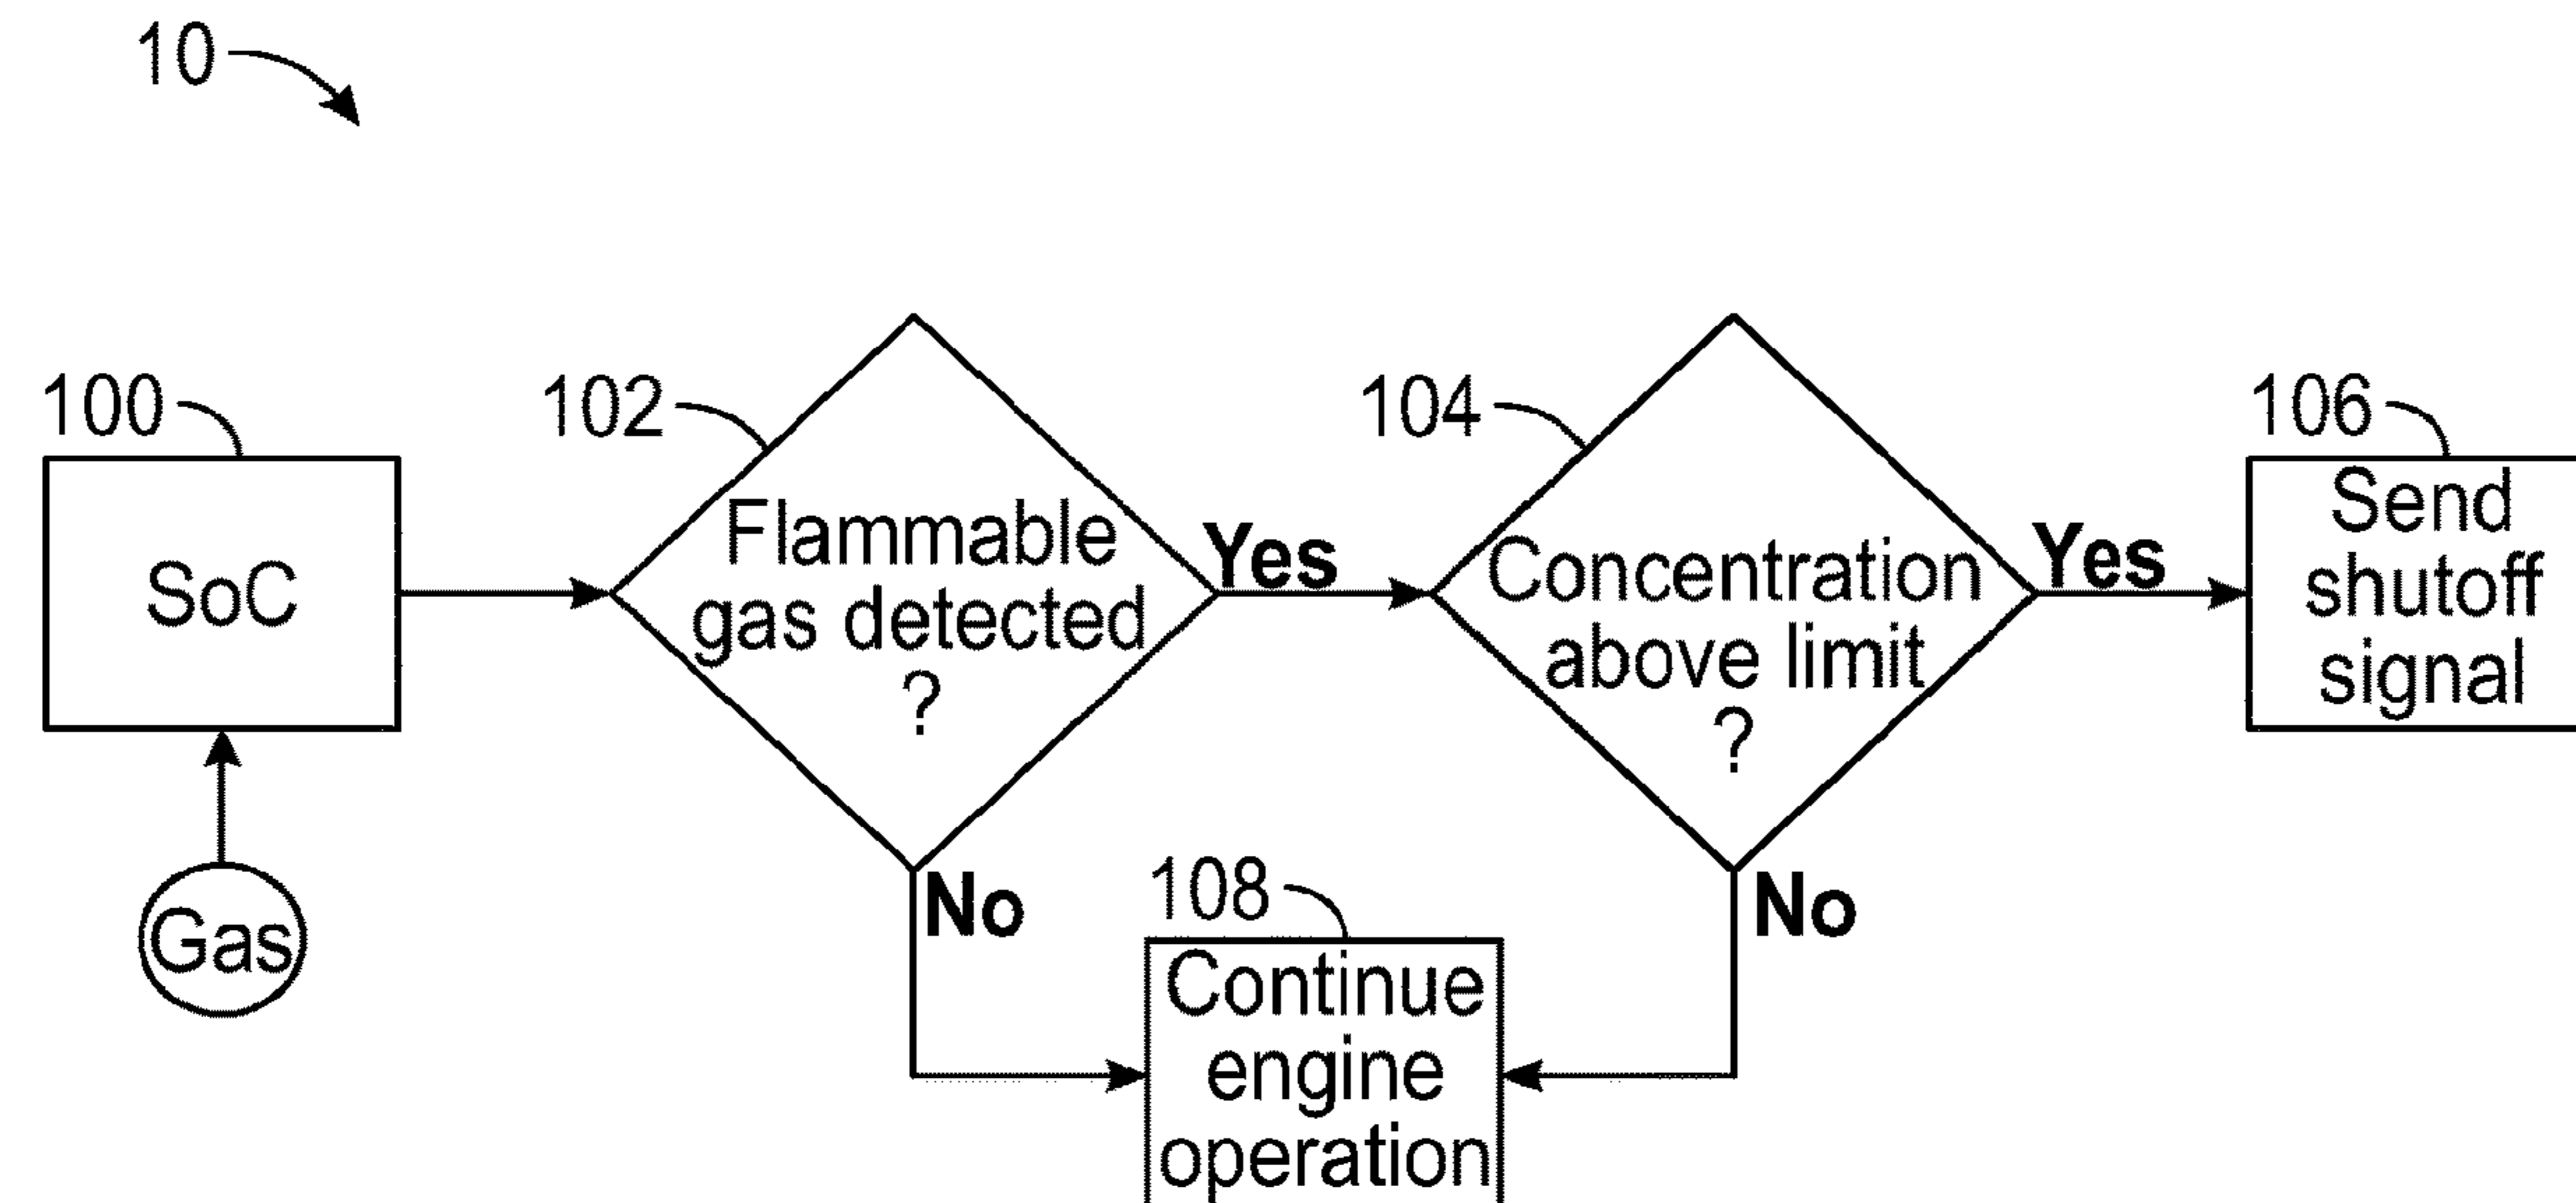 10
100
SoC
Gas
102
Flammable
gas detected
?
Yes
No
104
Concentration
above limit
?
Yes
No
106
Send
shutoff
signal
108
Continue
engine
operation